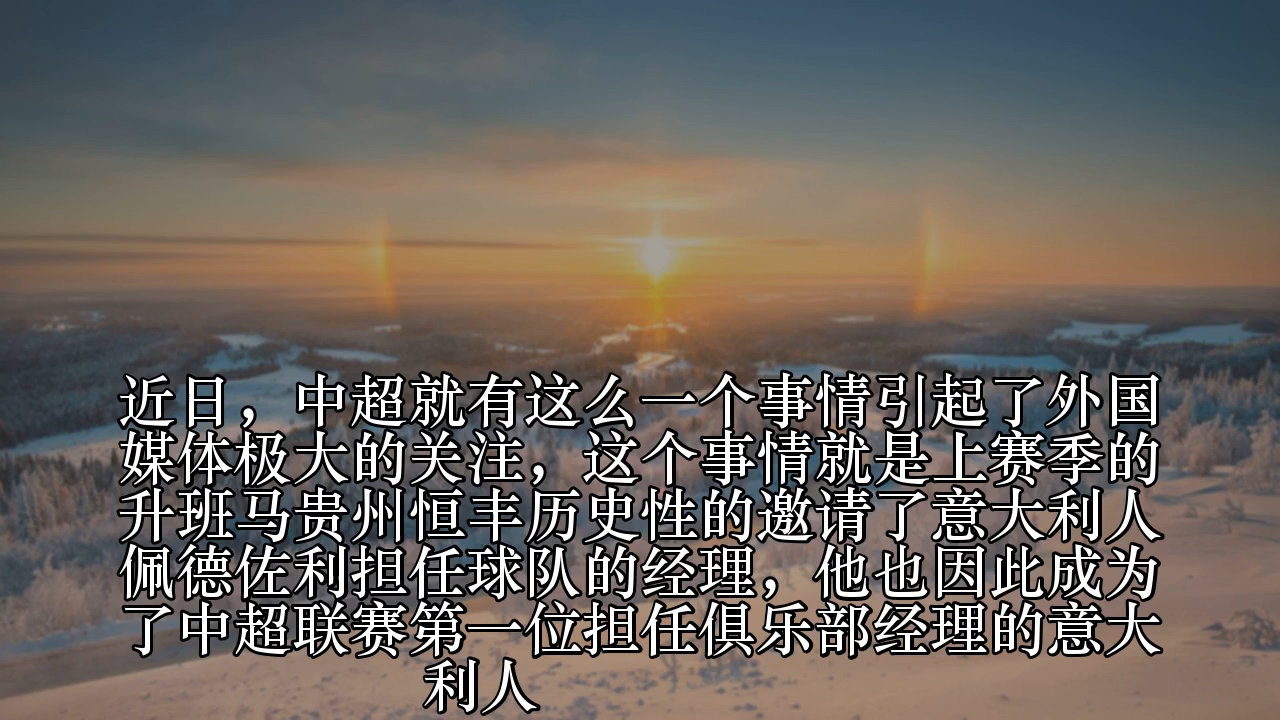 近日，中超就有这么一个事情引起了外国
媒体极大的关注，这个事情就是上赛季的
升班马贵州恒丰历史性的邀请了意大利人
佩德佐利担任球队的经理，他也因此成为
了中超联赛第一位担任俱乐部经理的意大
利人